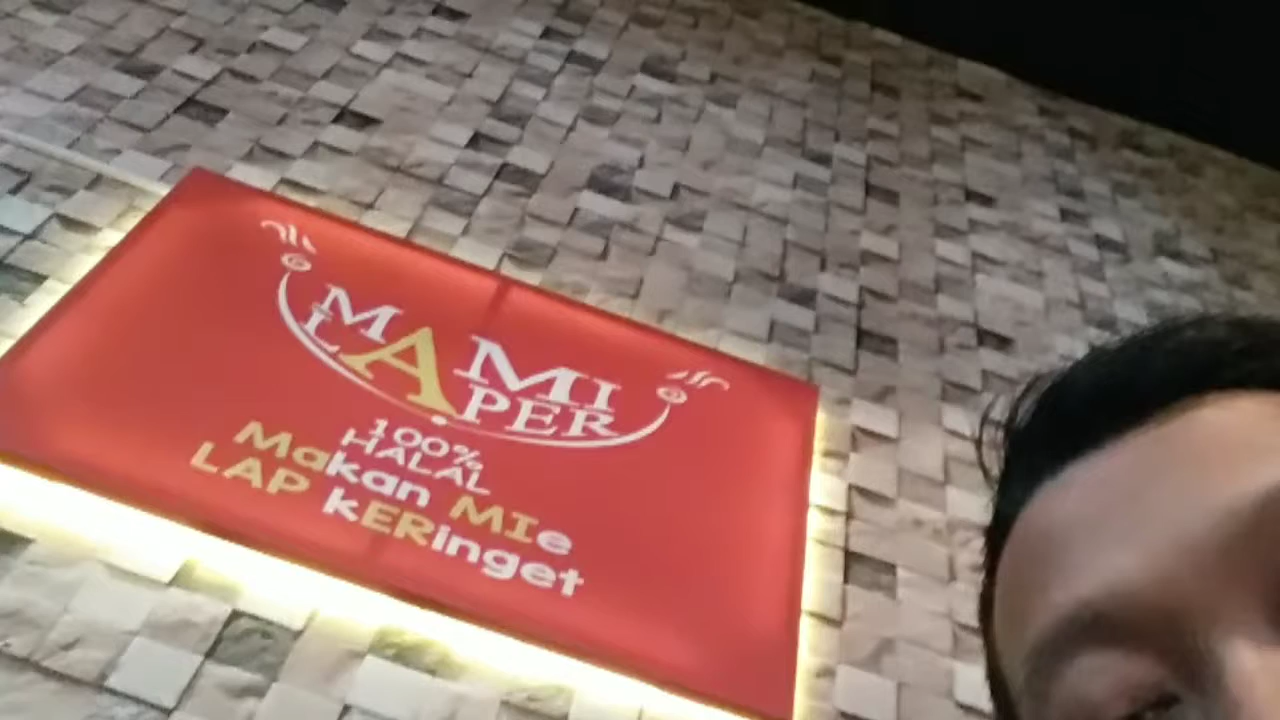 MAMI
LAPER
100%
HALAL
Makan MIe
LAP kERinget